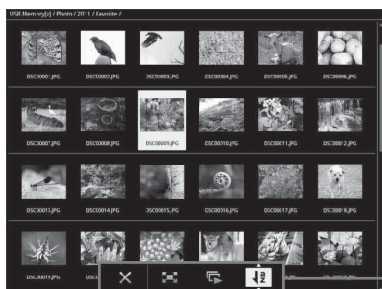 USB Memory[s] / Photo / 2011 / Favorite /
DSC00001.JPG DSC00002.JPG DSC00003.JPG DSC00004.JPG DSC00005.JPG DSC00006.JPG
DSC00007.JPG DSC00008.JPG DSC00009.JPG DSC00010.JPG DSC00011.JPG DSC00012.JPG
DSC00013.JPG DSC00014.JPG DSC00015.JPG DSC00016.JPG DSC00017.JPG DSC00018.JPG